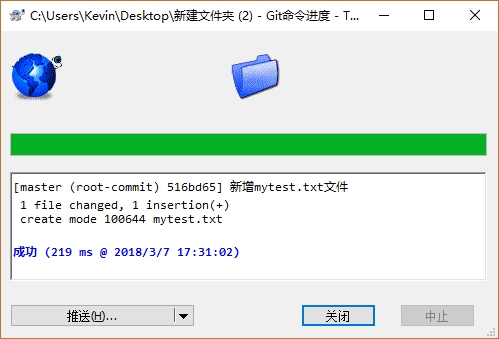 C:\Users\Kevin\Desktop\新建文件夹 (2) - Git命令进度 - T...
[master (root-commit) 516bd65] 新增mytest.txt文件
1 file changed, 1 insertion(+)
create mode 100644 mytest.txt
成功 (219 ms @ 2018/3/7 17:31:02)
推送(H)...
关闭
中止